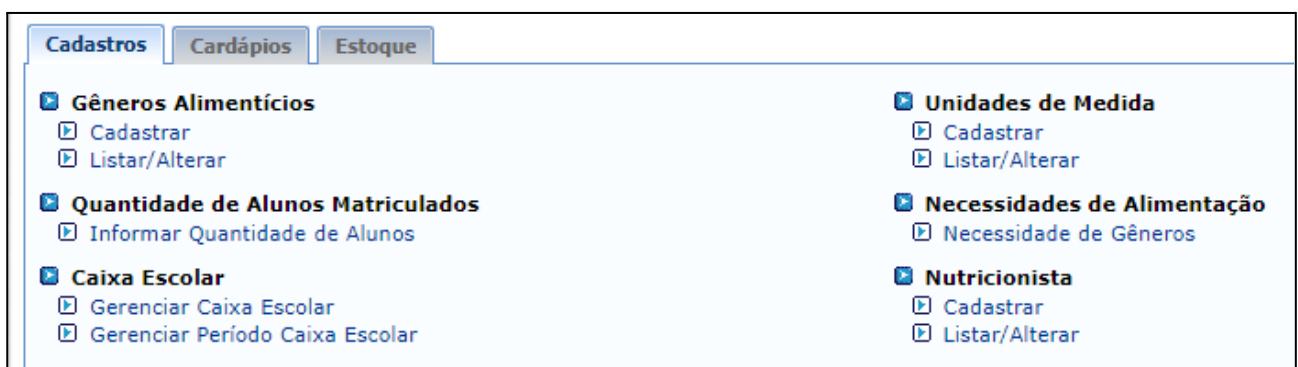 Cadastros Cardápios Estoque
Gêneros Alimentícios
Cadastrar
Listar/Alterar
Quantidade de Alunos Matriculados
Informar Quantidade de Alunos
Caixa Escolar
Gerenciar Caixa Escolar
Gerenciar Período Caixa Escolar
Unidades de Medida
Cadastrar
Listar/Alterar
Necessidades de Alimentação
Necessidade de Gêneros
Nutricionista
Cadastrar
Listar/Alterar